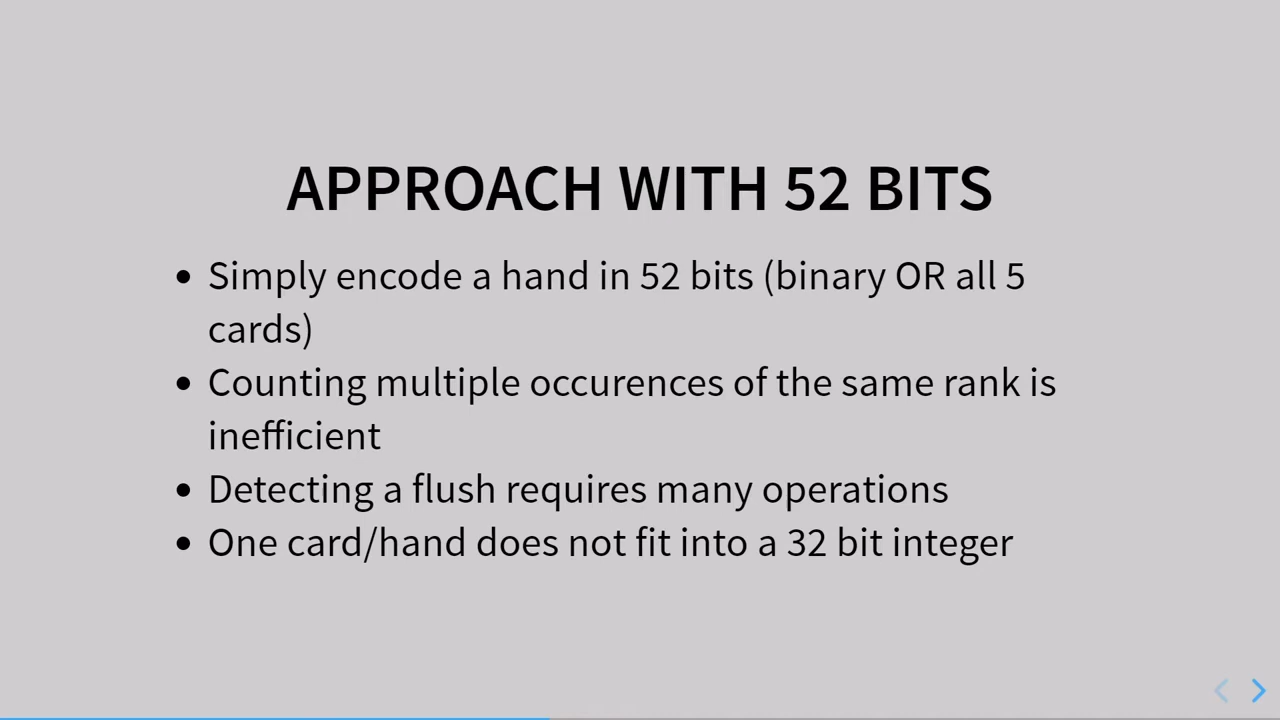 APPROACH WITH 52 BITS
• Simply encode a hand in 52 bits (binary OR all 5
cards)
• Counting multiple occurences of the same rank is
inefficient
• Detecting a flush requires many operations
• One card/hand does not fit into a 32 bit integer